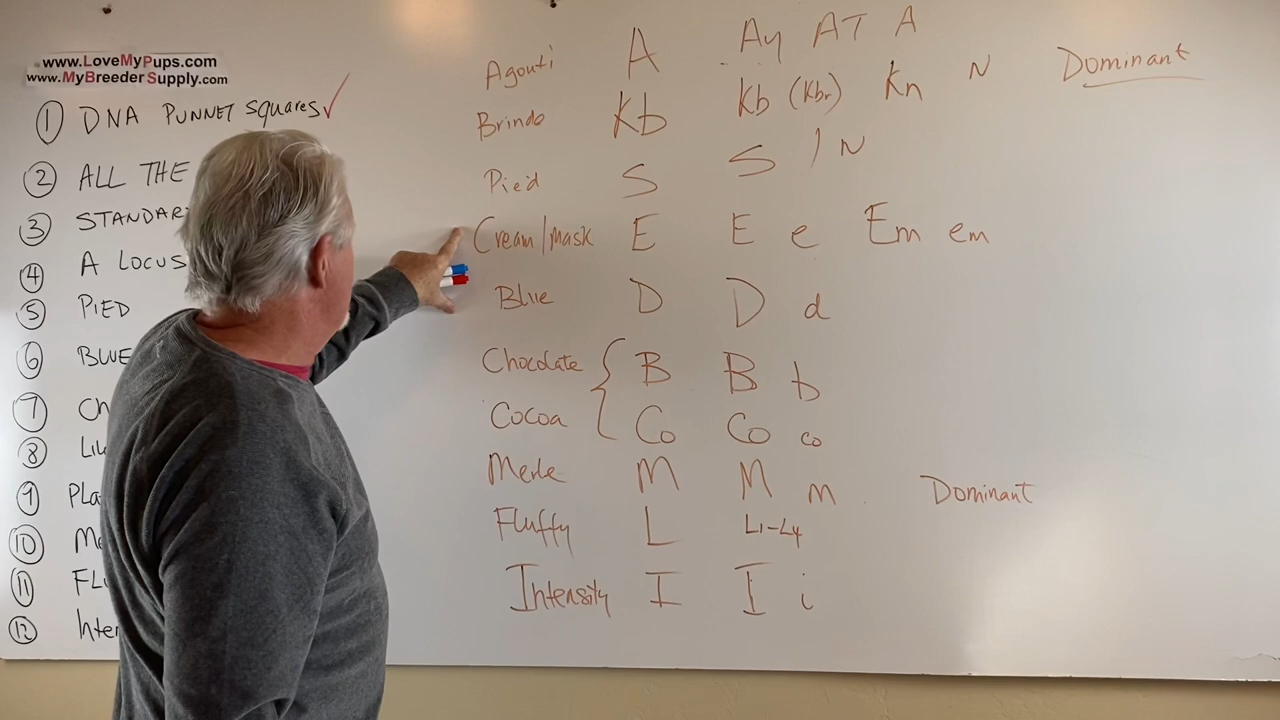 www.LoveMyPups.com
www.MyBreederSupply.com
① DNA PUNNET SQUARES ✓
② ALL THE
③ STANDAR
④ A LOCUS
⑤ PIED
⑥ BLUE
⑦ Ch
⑧ Lil
⑨ Pla
⑩ Me
⑪ FL
⑫ Inte
Agouti A Ay AT A
Brindo Kb Kb (Kbr) Kn N Dominant
Pied S S / N
Cream/Mask E E e Em em
Blue D D d
Chocolate B B b
Cocoa Co Co co
Merle M M m Dominant
Fluffy L L1-L4
Intensity I I i